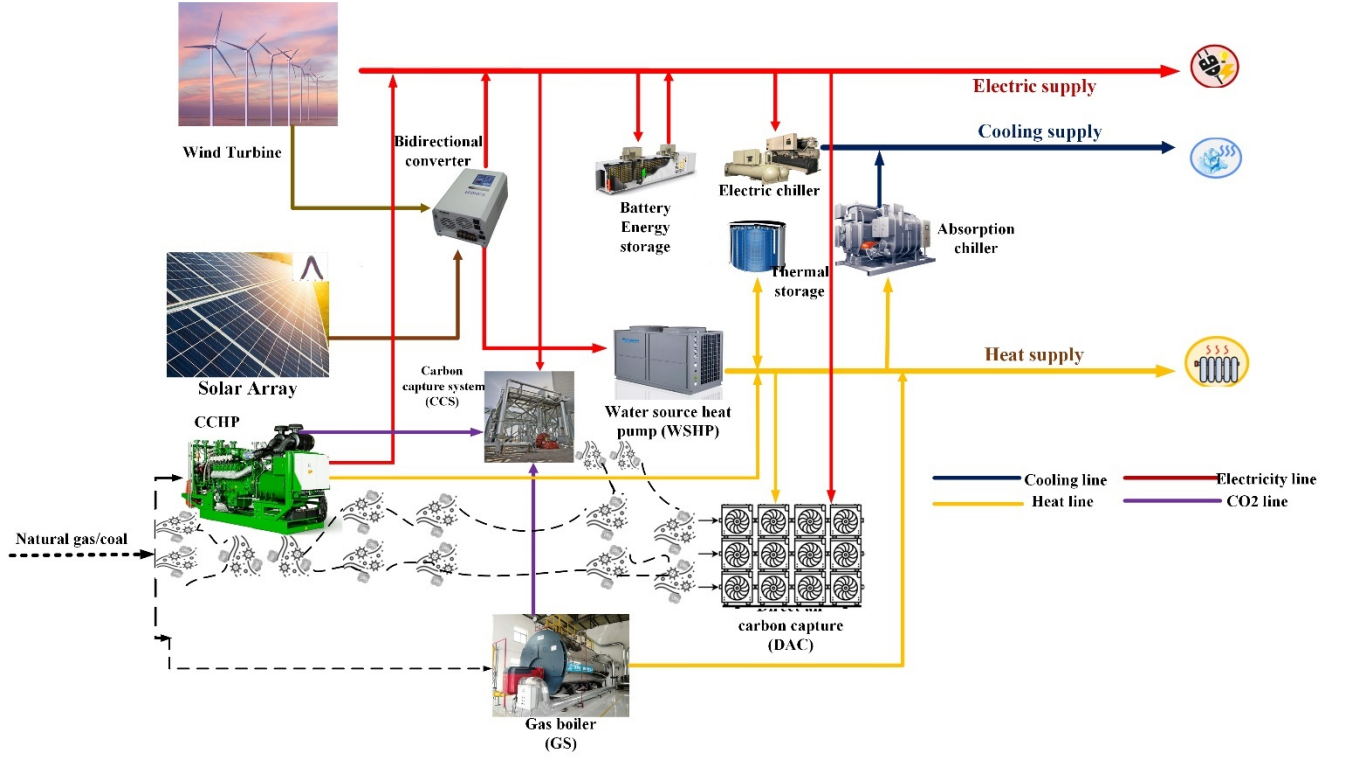 Electric supply
Cooling supply
Wind Turbine
Bidirectional
converter
Electric chiller
Battery
Energy
storage
Absorption
chiller
Thermal
storage
Heat supply
Solar Array
Carbon
capture system
(CCS)
Water source heat
pump (WSHP)
CCHP
Cooling line
Electricity line
Heat line
CO2 line
Natural gas/coal
Direct air
carbon capture
(DAC)
Gas boiler
(GS)